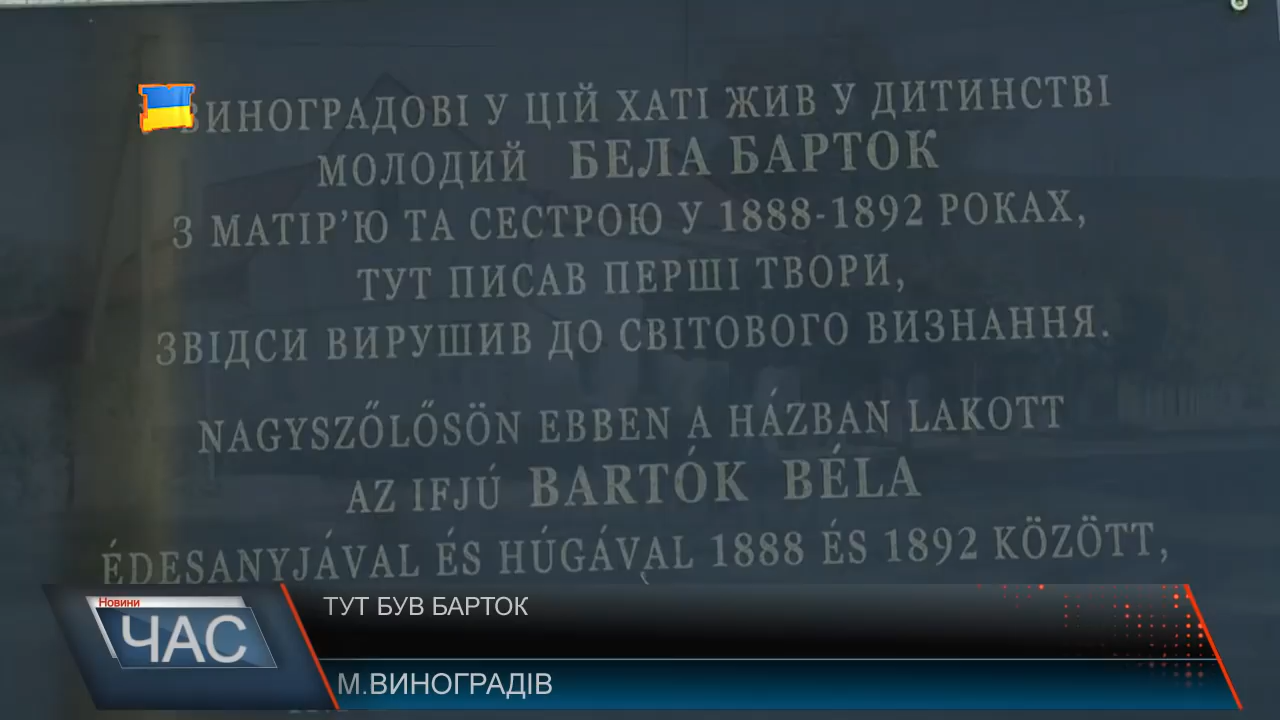 ВИНОГРАДОВІ У ЦІЙ ХАТІ ЖИВ У ДИТИНСТВІ
МОЛОДИЙ БЕЛА БАРТОК
З МАТІР’Ю ТА СЕСТРОЮ У 1888-1892 РОКАХ,
ТУТ ПИСАВ ПЕРШІ ТВОРИ,
ЗВІДСИ ВИРУШИВ ДО СВІТОВОГО ВИЗНАННЯ.
NAGYSZŐLŐSÖN EBBEN A HÁZBAN LAKOTT
AZ IFJÚ BARTÓK BÉLA
ÉDESANYJÁVAL ÉS HÚGÁVAL 1888 ÉS 1892 KÖZÖTT,
Новини
ЧАС
ТУТ БУВ БАРТОК
М.ВИНОГРАДІВ